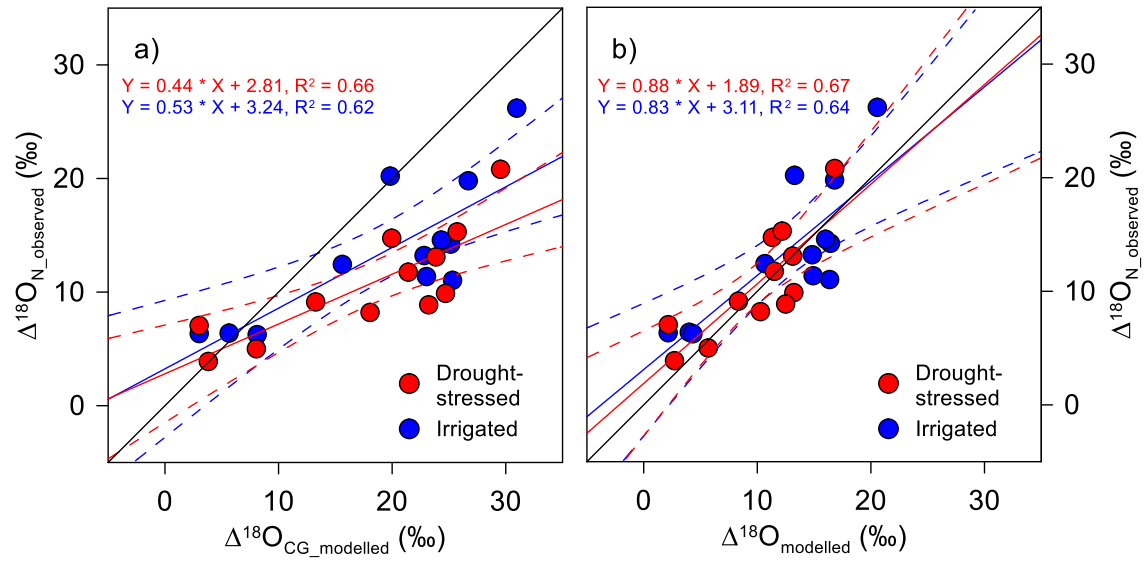 a)
Y = 0.44 * X + 2.81, R² = 0.66
Y = 0.53 * X + 3.24, R² = 0.62
30
20
10
0
Δ¹⁸O_N_observed (‰)
Drought-
stressed
Irrigated
0 10 20 30
Δ¹⁸O_CG_modelled (‰)
b)
Y = 0.88 * X + 1.89, R² = 0.67
Y = 0.83 * X + 3.11, R² = 0.64
30
20
10
0
Δ¹⁸O_N_observed (‰)
Drought-
stressed
Irrigated
0 10 20 30
Δ¹⁸O_modelled (‰)